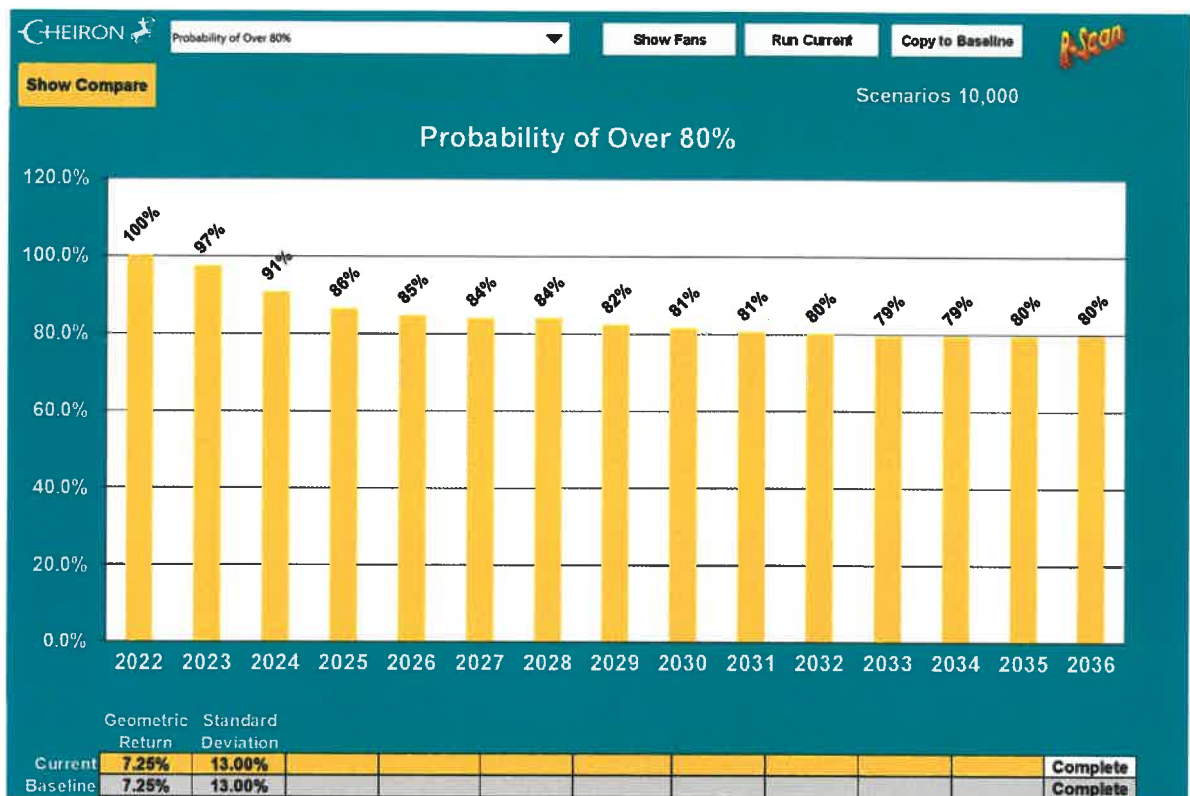 CHEIRON
Probability of Over 80%
Show Fans
Run Current
Copy to Baseline
R-Scan
Show Compare
Scenarios 10,000
Probability of Over 80%
120.0%
100.0%
80.0%
60.0%
40.0%
20.0%
0.0%
100% 97% 91% 86% 85% 84% 84% 82% 81% 81% 80% 79% 79% 80% 80%
2022 2023 2024 2025 2026 2027 2028 2029 2030 2031 2032 2033 2034 2035 2036
Geometric Standard
Return Deviation
Current 7.25% 13.00% Complete
Baseline 7.25% 13.00% Complete